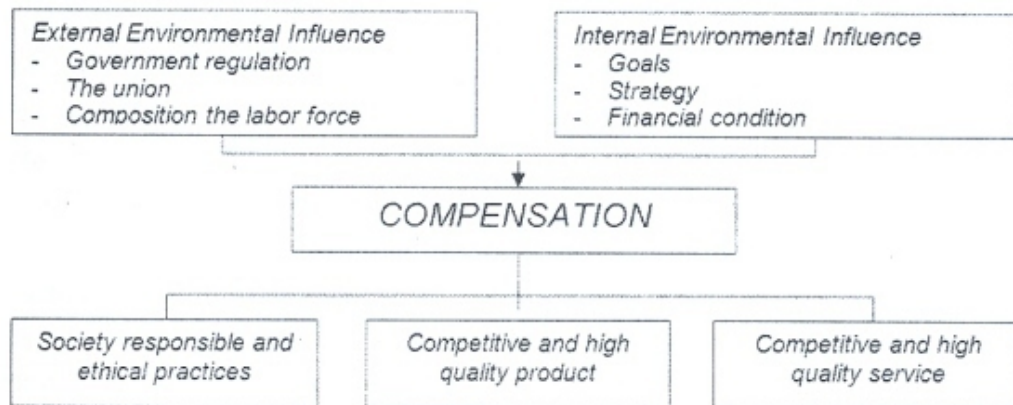 External Environmental Influence
- Government regulation
- The union
- Composition the labor force
Internal Environmental Influence
- Goals
- Strategy
- Financial condition
COMPENSATION
Society responsible and
ethical practices
Competitive and high
quality product
Competitive and high
quality service